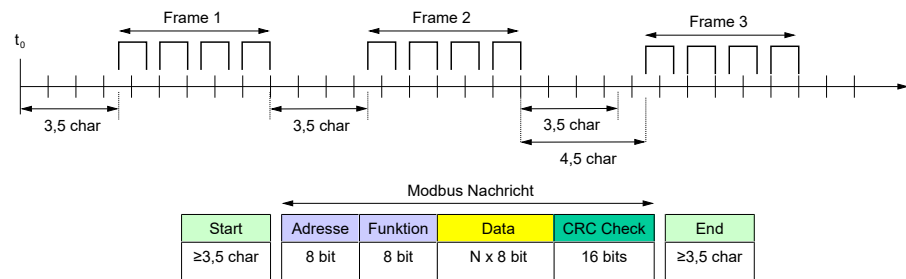 Frame 1
Frame 2
Frame 3
t0
3,5 char
3,5 char
3,5 char
4,5 char
Modbus Nachricht
Start Adresse Funktion Data CRC Check End
≥3,5 char 8 bit 8 bit N x 8 bit 16 bits ≥3,5 char